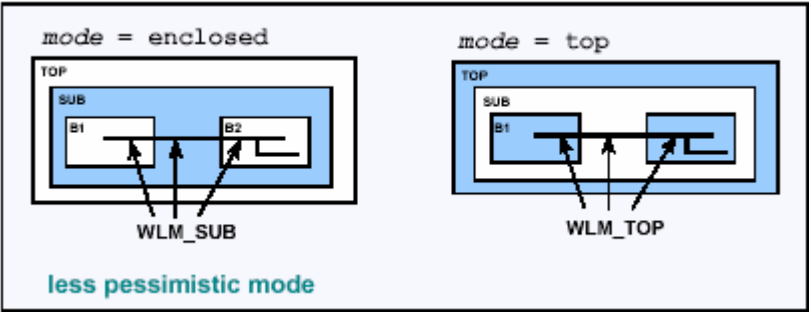 mode = enclosed
TOP
SUB
B1
B2
WLM_SUB
less pessimistic mode
mode = top
TOP
SUB
B1
WLM_TOP